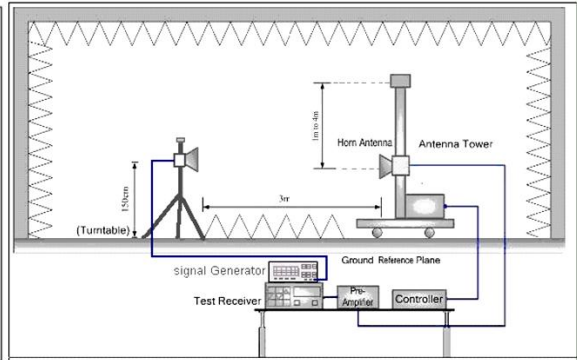 1m to 4m
Horn Antenna
Antenna Tower
150cm
3m
(Turntable)
Ground Reference Plane
signal Generator
Test Receiver
Pre-
Amplifier
Controller